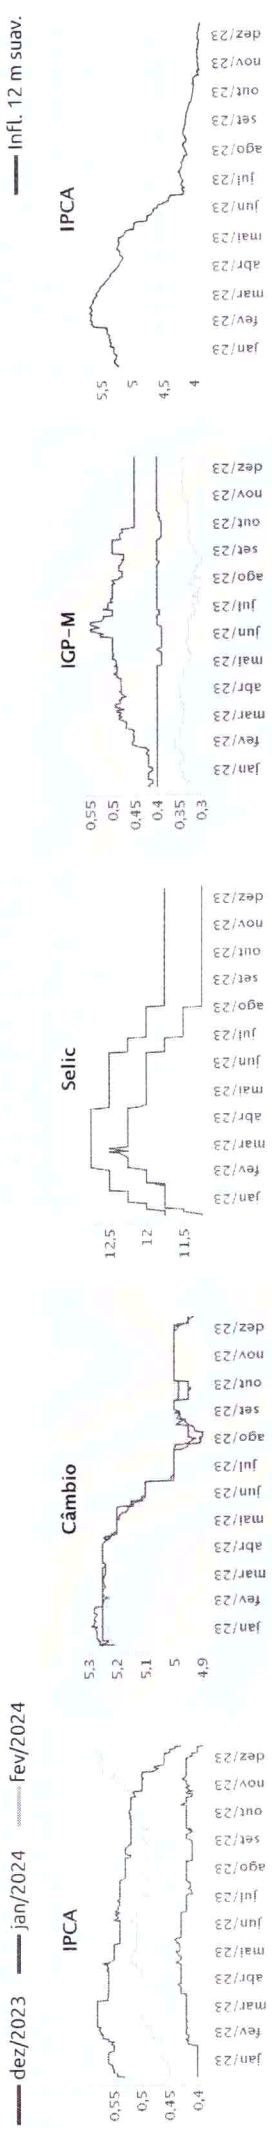 dez/2023 jan/2024 Fev/2024 Infl. 12 m suav.
IPCA
0,55
0,5
0,45
0,4
jan/23 fev/23 mar/23 abr/23 mai/23 jun/23 jul/23 ago/23 set/23 out/23 nov/23 dez/23
Câmbio
5,3
5,2
5,1
5
4,9
jan/23 fev/23 mar/23 abr/23 mai/23 jun/23 jul/23 ago/23 set/23 out/23 nov/23 dez/23
Selic
12,5
12
11,5
jan/23 fev/23 mar/23 abr/23 mai/23 jun/23 jul/23 ago/23 set/23 out/23 nov/23 dez/23
IGP-M
0,55
0,5
0,45
0,4
0,35
0,3
jan/23 fev/23 mar/23 abr/23 mai/23 jun/23 jul/23 ago/23 set/23 out/23 nov/23 dez/23
IPCA
5,5
5
4,5
4
jan/23 fev/23 mar/23 abr/23 mai/23 jun/23 jul/23 ago/23 set/23 out/23 nov/23 dez/23